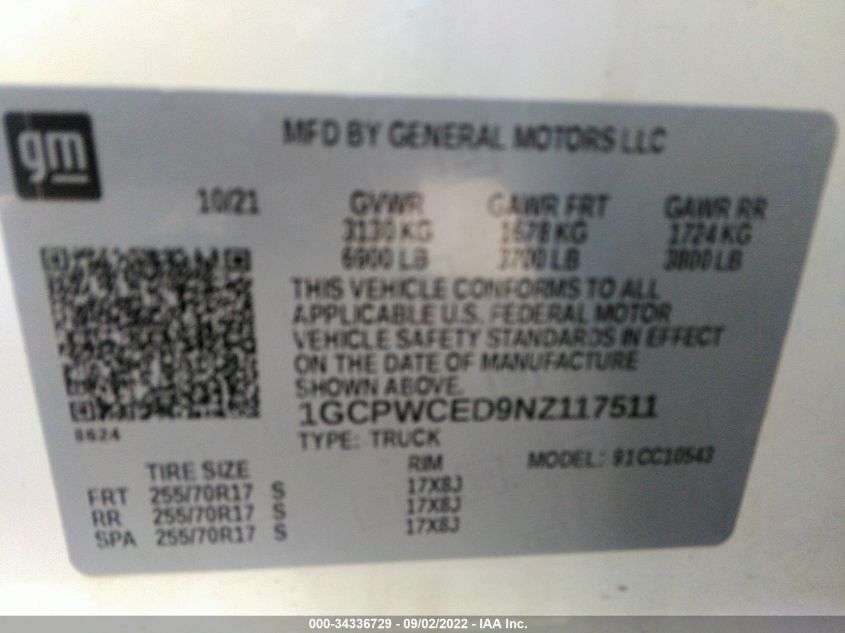 gm
MFD BY GENERAL MOTORS LLC
10/21 GVWR GAWR FRT GAWR RR
3130 KG 1678 KG 1724 KG
6900 LB 3700 LB 3800 LB
THIS VEHICLE CONFORMS TO ALL
APPLICABLE U.S. FEDERAL MOTOR
VEHICLE SAFETY STANDARDS IN EFFECT
ON THE DATE OF MANUFACTURE
SHOWN ABOVE.
1GCPWCED9NZ117511
8624
TYPE: TRUCK
MODEL: 91CC10543
TIRE SIZE RIM
FRT 255/70R17 S 17X8J
RR 255/70R17 S 17X8J
SPA 255/70R17 S 17X8J
000-34336729 - 09/02/2022 - IAA Inc.